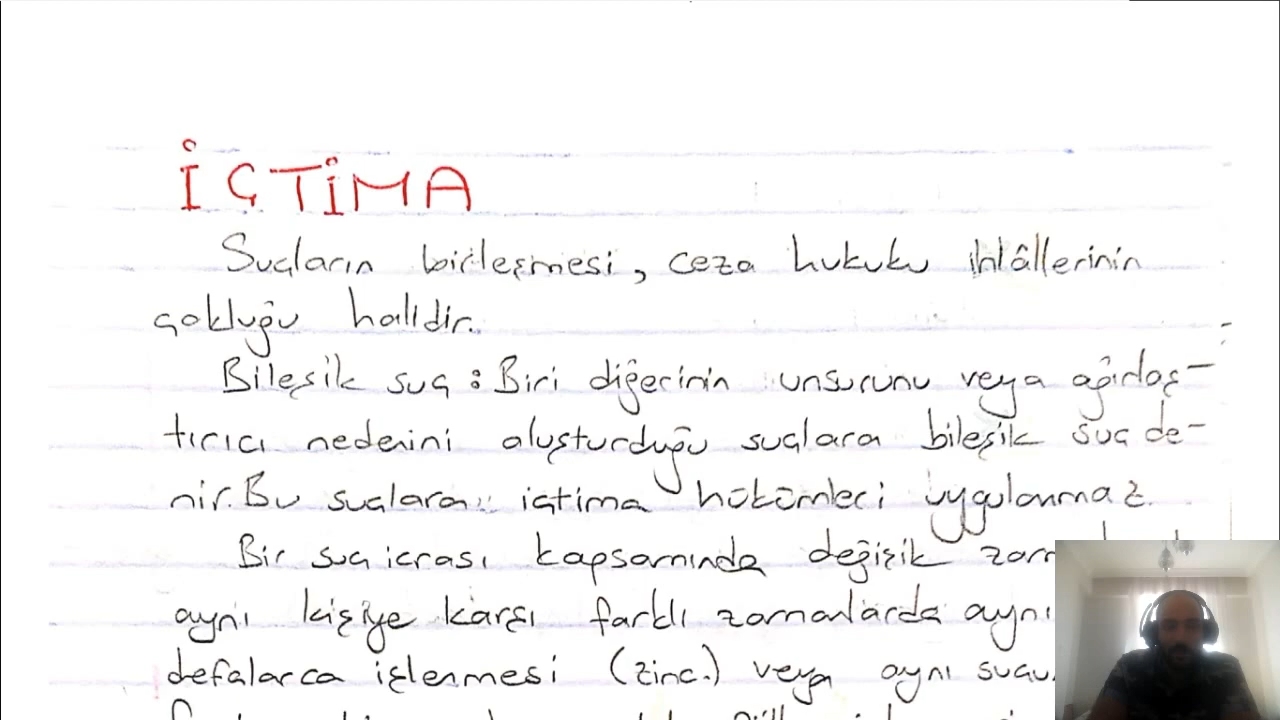 İÇTİMA
Suçların birleşmesi, ceza hukuku ihlâllerinin
çokluğu halidir.
Bileşik suç : Biri diğerinin unsurunu veya ağırlaş-
tırıcı nedenini oluşturduğu suçlara bileşik suç de-
nir. Bu suçlara içtima hükümleri uygulanmaz.
Bir suç icrası kapsamında değişik
aynı kişiye karşı farklı zamanlarda aynı
defalarca işlenmesi (zinc.) veya aynı suçu